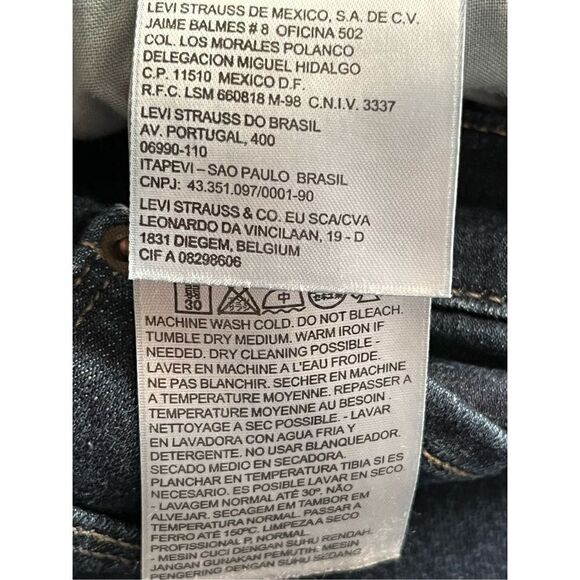 LEVI STRAUSS DE MEXICO, S.A. DE C.V.
JAIME BALMES # 8 OFICINA 502
COL. LOS MORALES POLANCO
DELEGACION MIGUEL HIDALGO
C.P. 11510 MEXICO D.F.
R.F.C. LSM 660818 M-98 C.N.I.V. 3337
LEVI STRAUSS DO BRASIL
AV. PORTUGAL, 400
06990-110
ITAPEVI – SAO PAULO BRASIL
CNPJ: 43.351.097/0001-90
LEVI STRAUSS & CO. EU SCA/CVA
LEONARDO DA VINCILAAN, 19 - D
1831 DIEGEM, BELGIUM
CIF A 08298606
30 中
MACHINE WASH COLD. DO NOT BLEACH.
TUMBLE DRY MEDIUM. WARM IRON IF
NEEDED. DRY CLEANING POSSIBLE -
LAVER EN MACHINE A L'EAU FROIDE.
NE PAS BLANCHIR. SECHER EN MACHINE
A TEMPERATURE MOYENNE. REPASSER A
TEMPERATURE MOYENNE AU BESOIN.
NETTOYAGE A SEC POSSIBLE. - LAVAR
EN LAVADORA CON AGUA FRIA Y
DETERGENTE. NO USAR BLANQUEADOR.
SECADO MEDIO EN SECADORA.
PLANCHAR EN TEMPERATURA TIBIA SI ES
NECESARIO. ES POSIBLE LAVAR EN SECO.
- LAVAGEM NORMAL ATÉ 30º. NÃO
ALVEJAR. SECAGEM EM TAMBOR EM
TEMPERATURA NORMAL. PASSAR A
FERRO ATÉ 150ºC. LIMPEZA A SECO
PROFISSIONAL P, NORMAL.
- MESIN CUCI DENGAN SUHU RENDAH.
JANGAN GUNAKAN PEMUTIH. MESIN
PENGERING DENGAN SUHU SEDANG